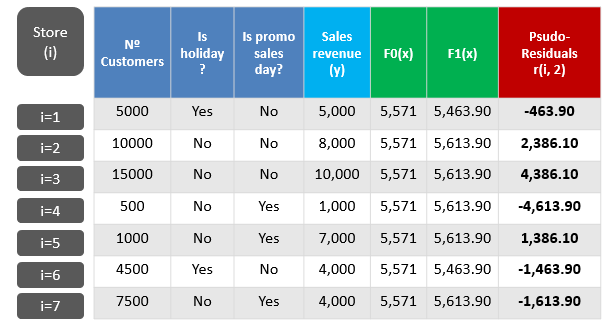 Store (i) | Nº Customers | Is holiday ? | Is promo sales day? | Sales revenue (y) | F0(x) | F1(x) | Psudo-Residuals r(i, 2)
i=1 | 5000 | Yes | No | 5,000 | 5,571 | 5,463.90 | -463.90
i=2 | 10000 | No | No | 8,000 | 5,571 | 5,613.90 | 2,386.10
i=3 | 15000 | No | No | 10,000 | 5,571 | 5,613.90 | 4,386.10
i=4 | 500 | No | Yes | 1,000 | 5,571 | 5,613.90 | -4,613.90
i=5 | 1000 | No | Yes | 7,000 | 5,571 | 5,613.90 | 1,386.10
i=6 | 4500 | Yes | No | 4,000 | 5,571 | 5,463.90 | -1,463.90
i=7 | 7500 | No | Yes | 4,000 | 5,571 | 5,613.90 | -1,613.90